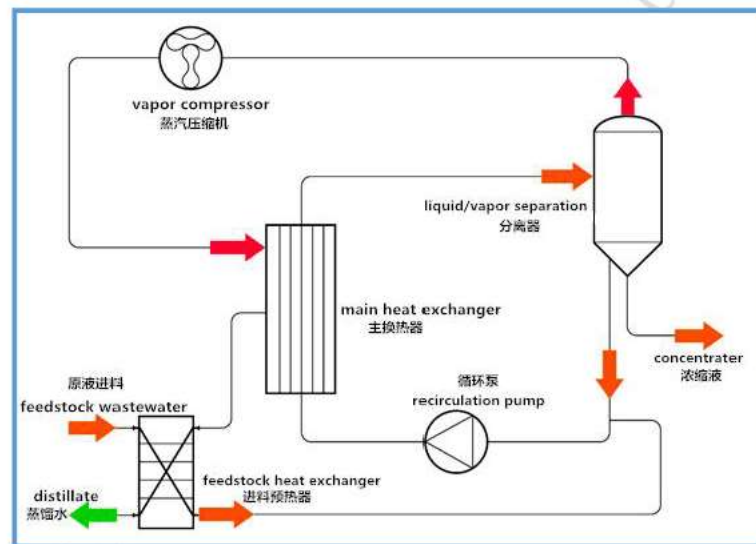 vapor compressor
蒸汽压缩机
liquid/vapor separation
分离器
main heat exchanger
主换热器
concentrater
浓缩液
原液进料
feedstock wastewater
循环泵
recirculation pump
feedstock heat exchanger
进料预热器
distillate
蒸馏水